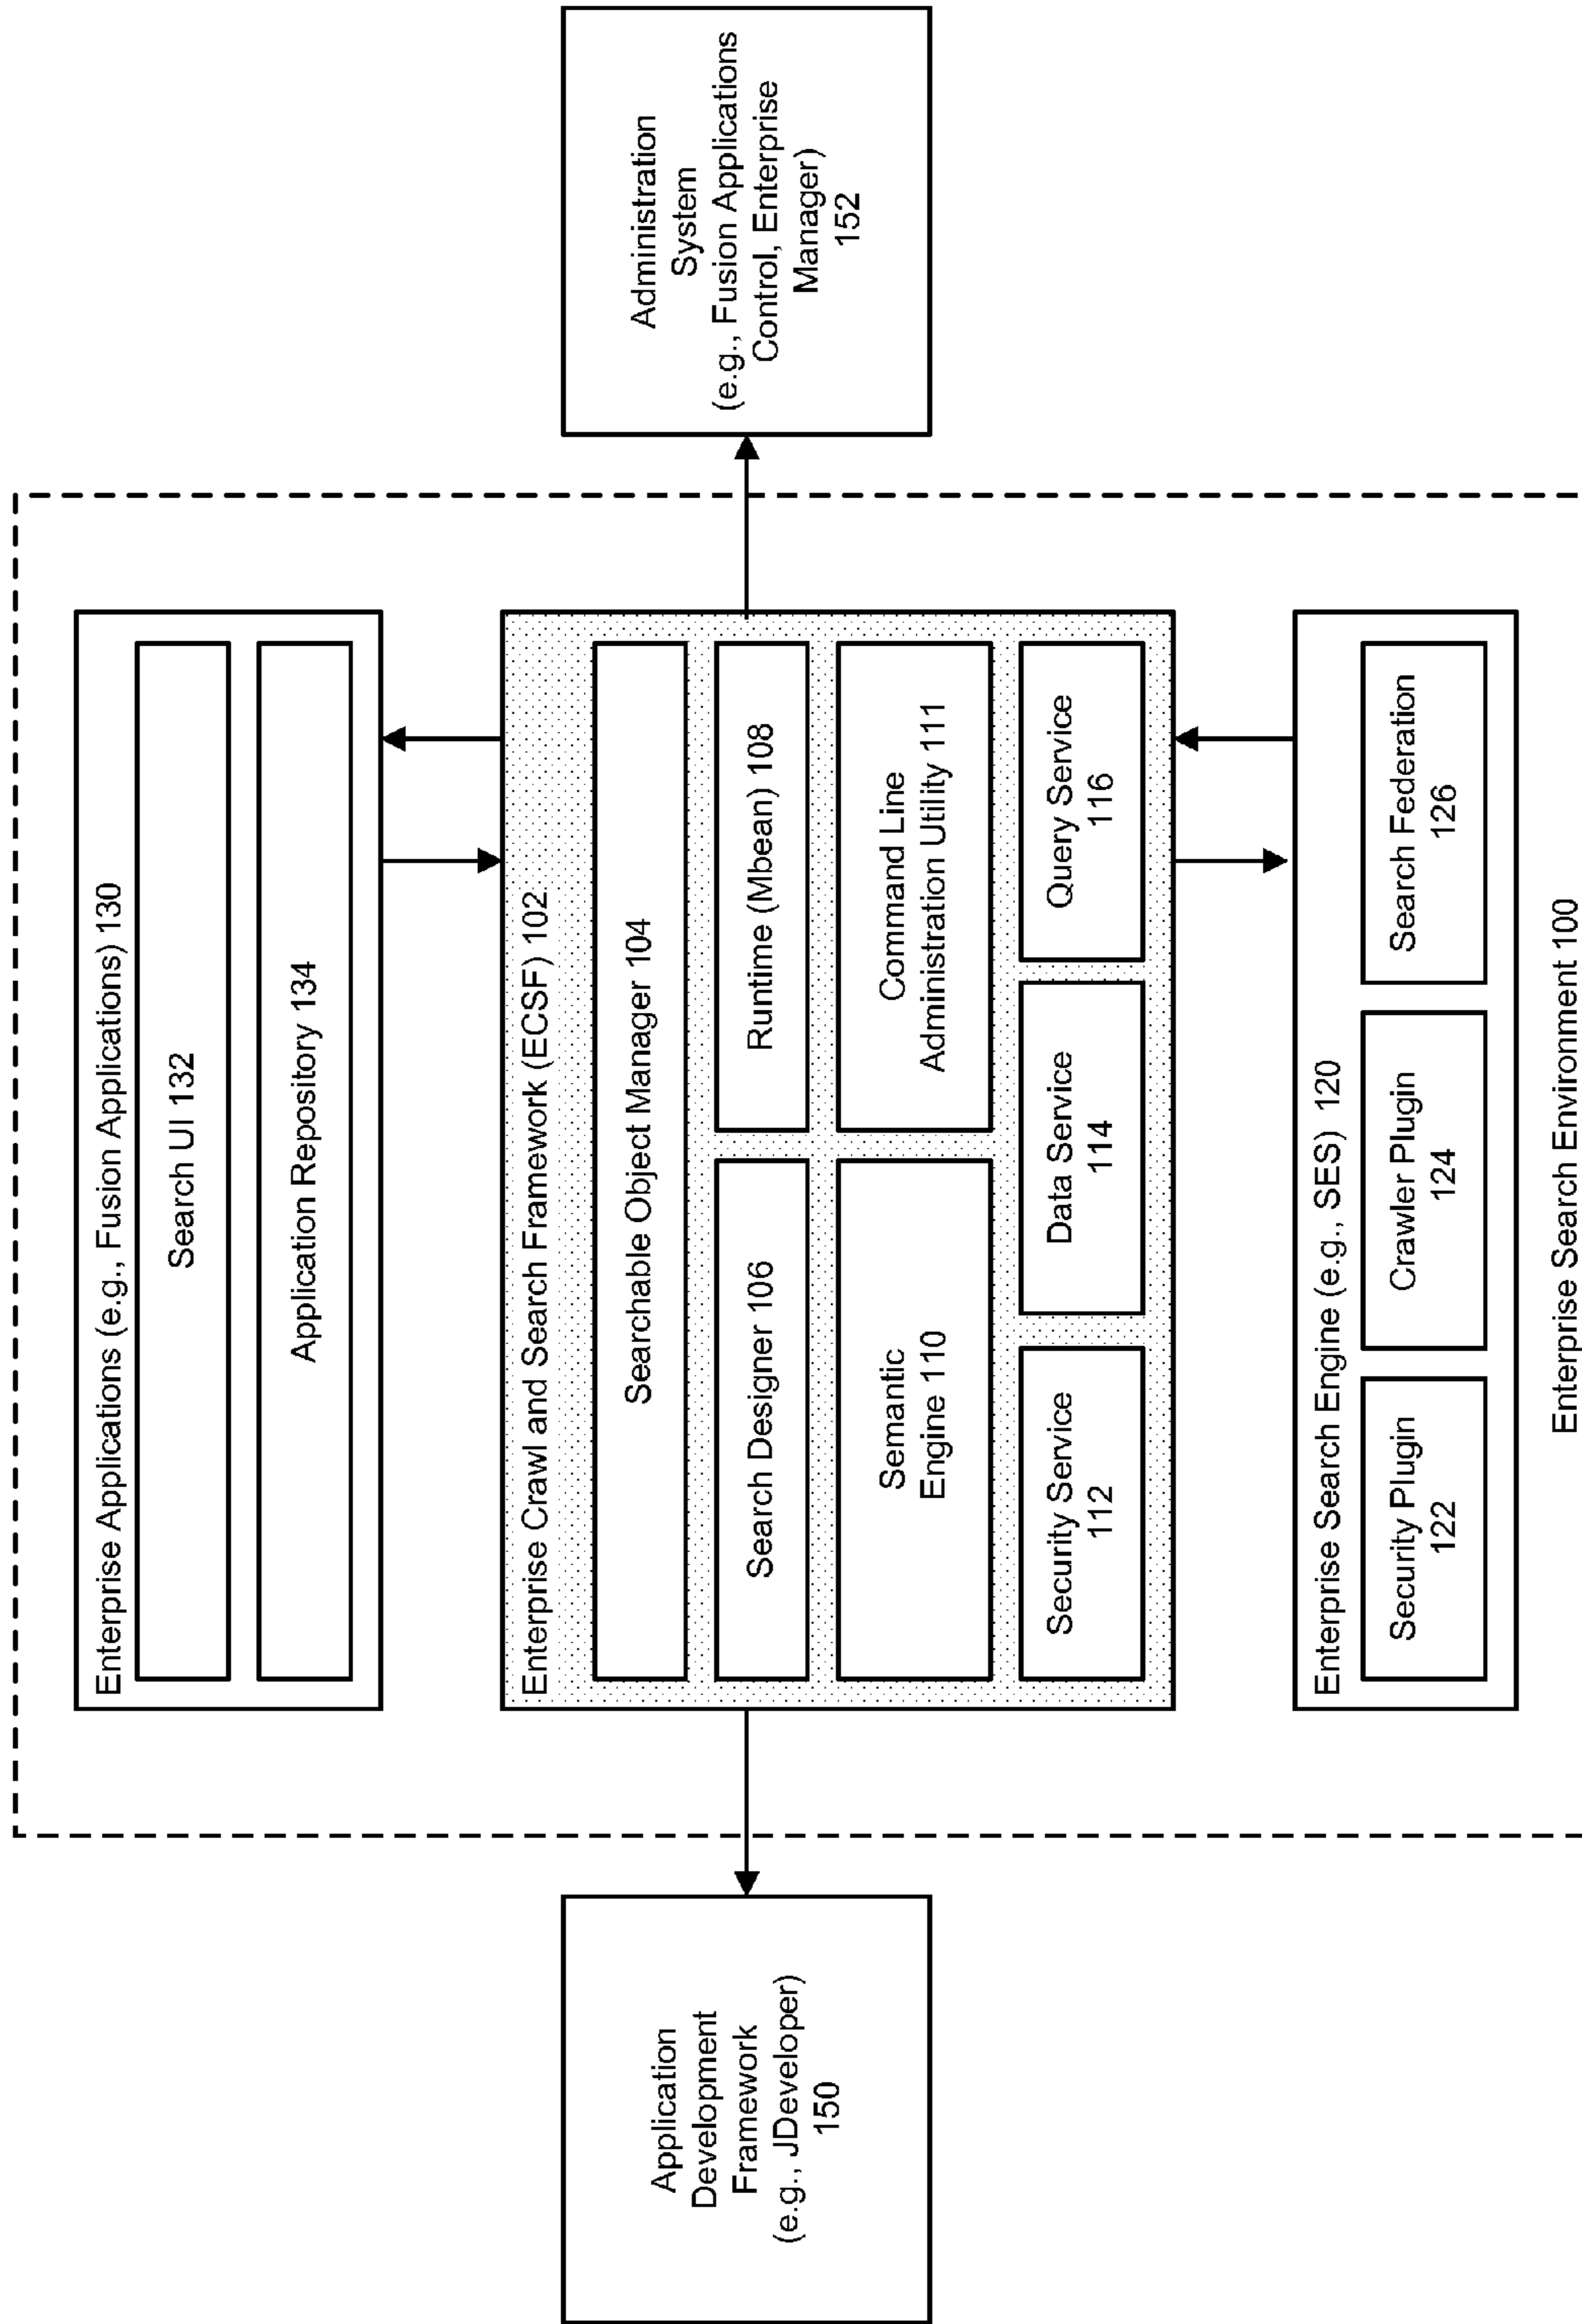 Enterprise Applications (e.g., Fusion Applications) 130
Search UI 132
Application Repository 134
Application
Development
Framework
(e.g., JDeveloper)
150
Enterprise Crawl and Search Framework (ECSF) 102
Searchable Object Manager 104
Search Designer 106
Runtime (Mbean) 108
Semantic
Engine 110
Command Line
Administration Utility 111
Security Service
112
Data Service
114
Query Service
116
Administration
System
(e.g., Fusion Applications
Control, Enterprise
Manager)
152
Enterprise Search Engine (e.g., SES) 120
Security Plugin
122
Crawler Plugin
124
Search Federation
126
Enterprise Search Environment 100